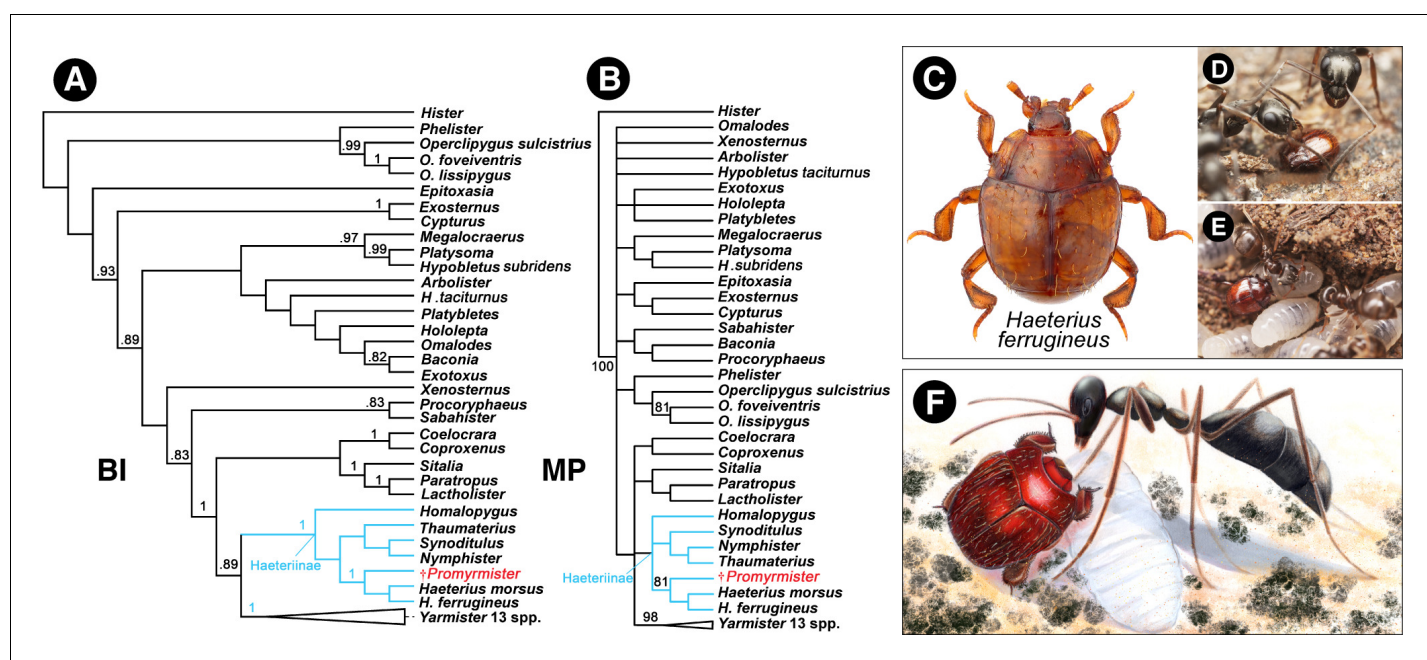 A
Hister
Phelister
.99
Operclipygus sulcistrius
1
O. foveiventris
O. lissipygus
Epitoxasia
1
Exosternus
Cypturus
.93
.97
Megalocraerus
.99
Platysoma
Hypobletus subridens
Arbolister
H .taciturnus
.89
Platybletes
Hololepta
Omalodes
.82
Baconia
Exotoxus
Xenosternus
.83
Procoryphaeus
Sabahister
BI
.83
1
Coelocrara
Coproxenus
1
Sitalia
1
Paratropus
Lactholister
1
1
Homalopygus
Thaumaterius
Synoditulus
Haeteriinae
Nymphister
.89
1
†Promyrmister
Haeterius morsus
H. ferrugineus
1
Yarmister 13 spp.
B
Hister
Omalodes
Xenosternus
Arbolister
Hypobletus taciturnus
Exotoxus
Hololepta
Platybletes
Megalocraerus
Platysoma
H.subridens
Epitoxasia
Exosternus
Cypturus
Sabahister
Baconia
Procoryphaeus
100
Phelister
Operclipygus sulcistrius
81
O. foveiventris
O. lissipygus
Coelocrara
Coproxenus
MP
Sitalia
Paratropus
Lactholister
Homalopygus
Synoditulus
Nymphister
Thaumaterius
Haeteriinae
81
†Promyrmister
Haeterius morsus
H. ferrugineus
98
Yarmister 13 spp.
C
Haeterius
ferrugineus
D
E
F